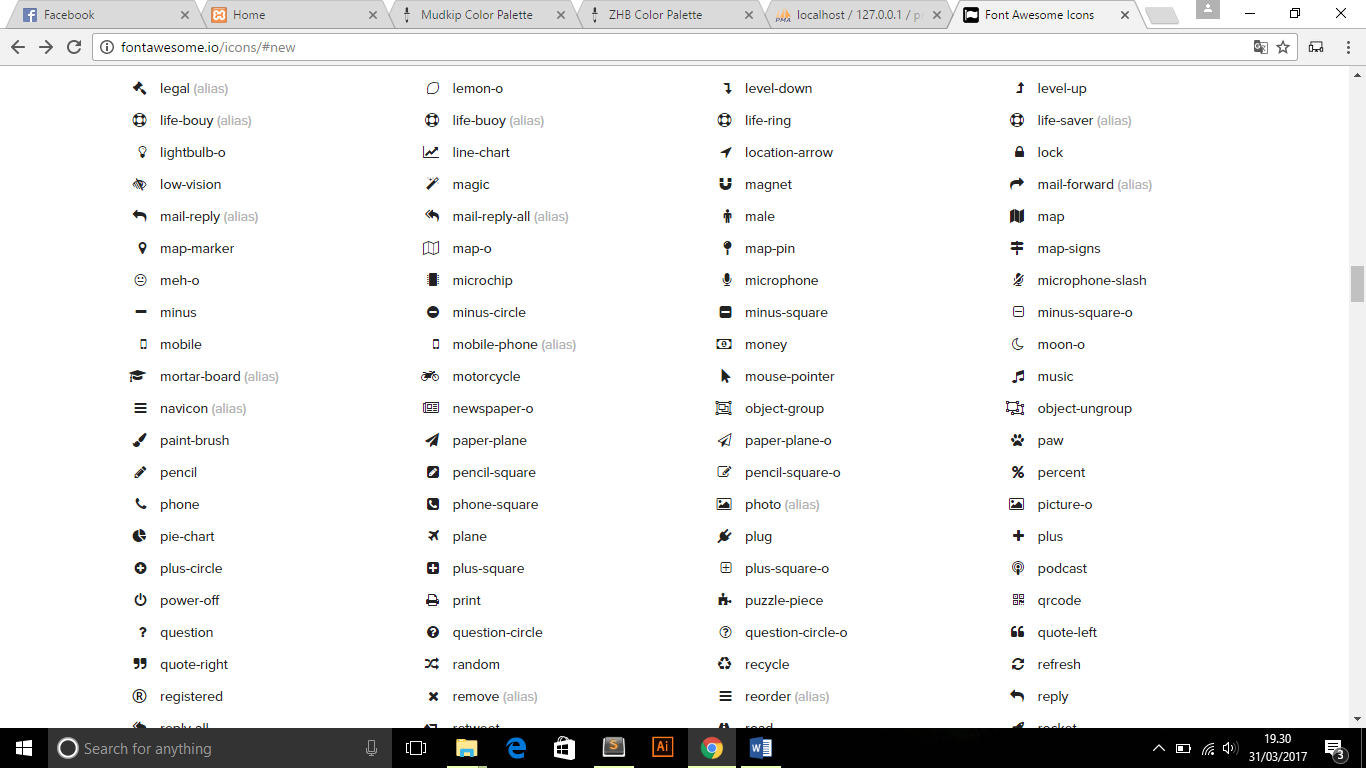 Facebook Home Mudkip Color Palette ZHB Color Palette localhost / 127.0.0.1 / p Font Awesome Icons
fontawesome.io/icons/#new
legal (alias) lemon-o level-down level-up
life-bouy (alias) life-buoy (alias) life-ring life-saver (alias)
lightbulb-o line-chart location-arrow lock
low-vision magic magnet mail-forward (alias)
mail-reply (alias) mail-reply-all (alias) male map
map-marker map-o map-pin map-signs
meh-o microchip microphone microphone-slash
minus minus-circle minus-square minus-square-o
mobile mobile-phone (alias) money moon-o
mortar-board (alias) motorcycle mouse-pointer music
navicon (alias) newspaper-o object-group object-ungroup
paint-brush paper-plane paper-plane-o paw
pencil pencil-square pencil-square-o percent
phone phone-square photo (alias) picture-o
pie-chart plane plug plus
plus-circle plus-square plus-square-o podcast
power-off print puzzle-piece qrcode
question question-circle question-circle-o quote-left
quote-right random recycle refresh
registered remove (alias) reorder (alias) reply
reply-all retweet road rocket
Search for anything
19.30
31/03/2017
3